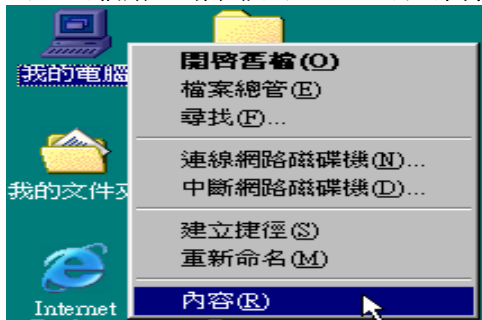 我的電腦
開啓舊檔(O)
檔案總管(E)
尋找(F)...
連線網路磁碟機(N)...
中斷網路磁碟機(D)...
我的文件夾
建立捷徑(S)
重新命名(M)
內容(R)
Internet